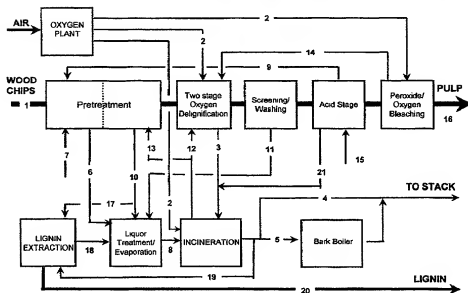 AIR
OXYGEN
PLANT
2
2
14
9
WOOD
CHIPS
1
Pretreatment
Two stage
Oxygen
Delignification
Screening/
Washing
Acid Stage
Peroxide/
Oxygen
Bleaching
PULP
16
7
6
10
13
12
3
11
21
15
17
2
4
TO STACK
LIGNIN
EXTRACTION
18
Liquor
Treatment/
Evaporation
8
INCINERATION
5
Bark Boiler
19
20
LIGNIN